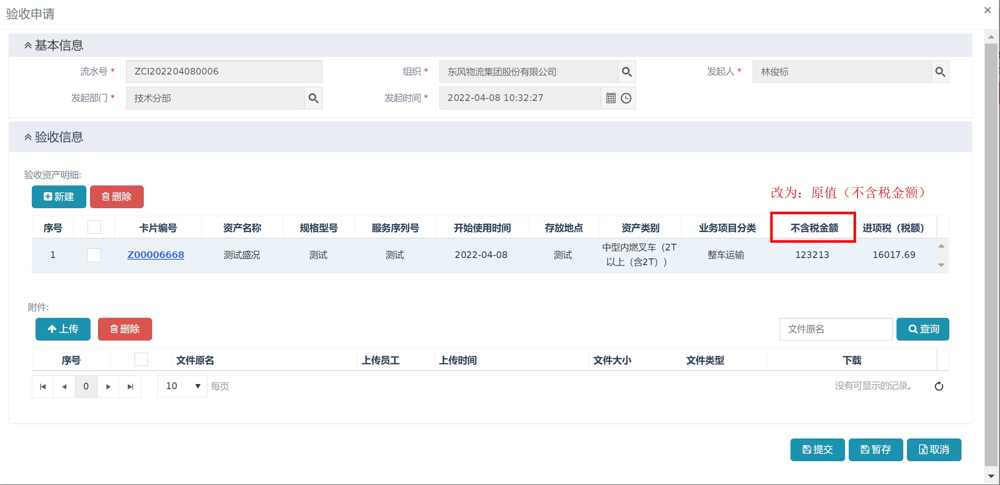 验收申请
基本信息
流水号 * ZCI202204080006 组织 * 东风物流集团股份有限公司 发起人 * 林俊标
发起部门 * 技术分部 发起时间 * 2022-04-08 10:32:27
验收信息
验收资产明细:
新建 删除 改为：原值（不含税金额）
序号 卡片编号 资产名称 规格型号 服务序列号 开始使用时间 存放地点 资产类别 业务项目分类 不含税金额 进项税（税额）
1 Z00006668 测试盛况 测试 测试 2022-04-08 测试 中型内燃叉车（2T 整车运输 123213 16017.69
以上（含2T））
附件:
上传 删除 文件原名 查询
序号 文件原名 上传员工 上传时间 文件大小 文件类型 下载
0 10 每页 没有可显示的记录。
提交 暂存 取消